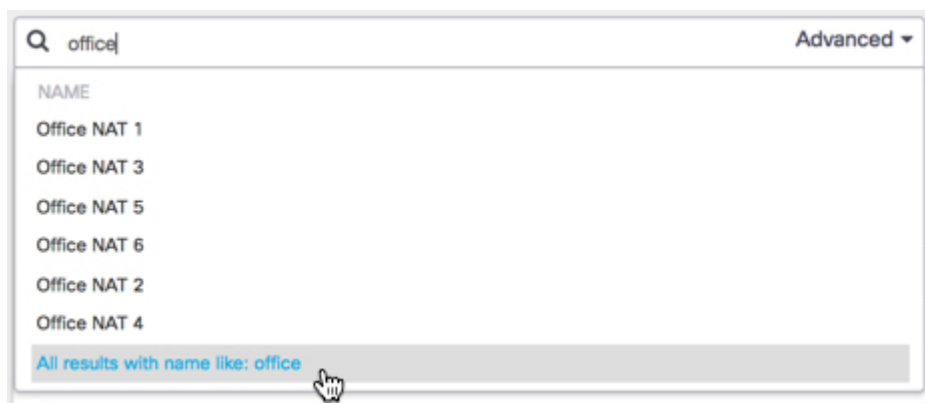 office Advanced
NAME
Office NAT 1
Office NAT 3
Office NAT 5
Office NAT 6
Office NAT 2
Office NAT 4
All results with name like: office